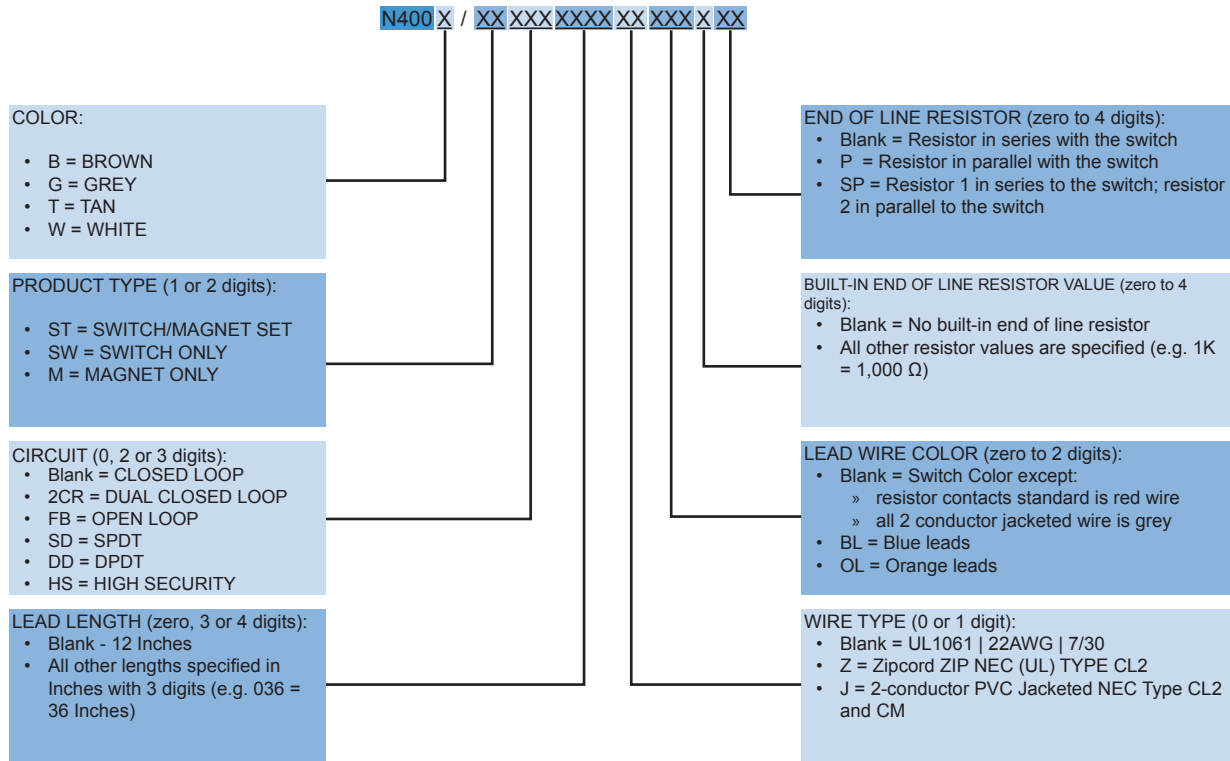 N400 X / XX XXX XXXX XX XXX X XX
COLOR:
• B = BROWN
• G = GREY
• T = TAN
• W = WHITE
PRODUCT TYPE (1 or 2 digits):
• ST = SWITCH/MAGNET SET
• SW = SWITCH ONLY
• M = MAGNET ONLY
CIRCUIT (0, 2 or 3 digits):
• Blank = CLOSED LOOP
• 2CR = DUAL CLOSED LOOP
• FB = OPEN LOOP
• SD = SPDT
• DD = DPDT
• HS = HIGH SECURITY
LEAD LENGTH (zero, 3 or 4 digits):
• Blank - 12 Inches
• All other lengths specified in
Inches with 3 digits (e.g. 036 =
36 Inches)
END OF LINE RESISTOR (zero to 4 digits):
• Blank = Resistor in series with the switch
• P = Resistor in parallel with the switch
• SP = Resistor 1 in series to the switch; resistor
2 in parallel to the switch
BUILT-IN END OF LINE RESISTOR VALUE (zero to 4
digits):
• Blank = No built-in end of line resistor
• All other resistor values are specified (e.g. 1K
= 1,000 Ω)
LEAD WIRE COLOR (zero to 2 digits):
• Blank = Switch Color except:
» resistor contacts standard is red wire
» all 2 conductor jacketed wire is grey
• BL = Blue leads
• OL = Orange leads
WIRE TYPE (0 or 1 digit):
• Blank = UL1061 | 22AWG | 7/30
• Z = Zipcord ZIP NEC (UL) TYPE CL2
• J = 2-conductor PVC Jacketed NEC Type CL2
and CM